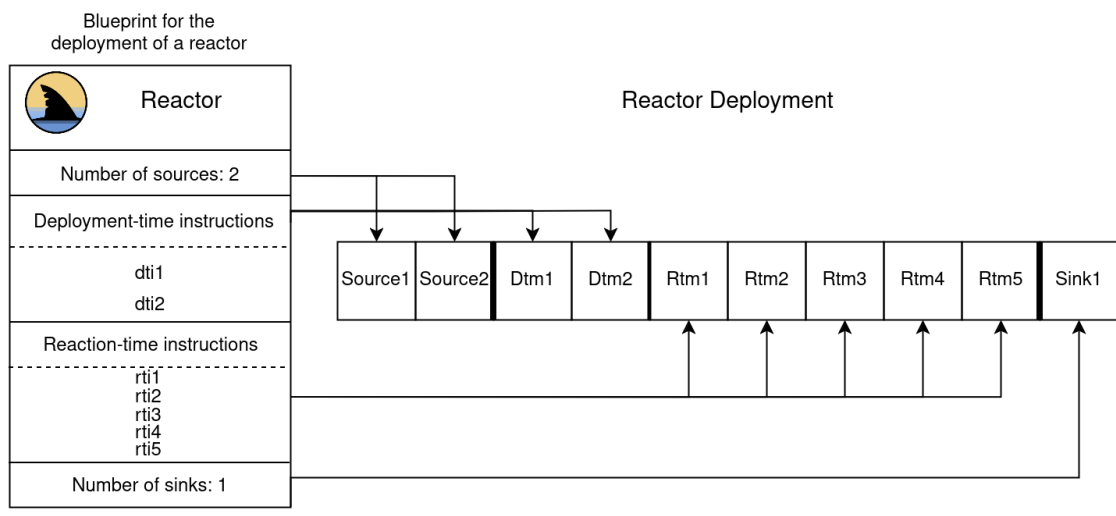 Blueprint for the
deployment of a reactor
Reactor
Reactor Deployment
Number of sources: 2
Deployment-time instructions
dti1
dti2
Source1
Source2
Dtm1
Dtm2
Rtm1
Rtm2
Rtm3
Rtm4
Rtm5
Sink1
Reaction-time instructions
rti1
rti2
rti3
rti4
rti5
Number of sinks: 1